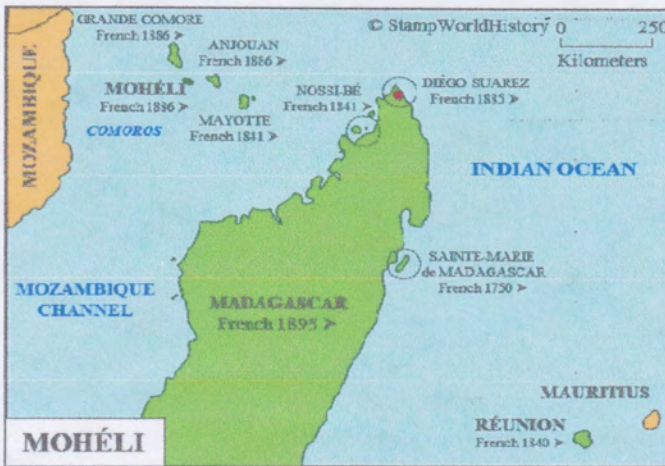 GRANDE COMORE
French 1886 ➤
ANJOUAN
French 1886 ➤
© StampWorldHistory
0 250
Kilometers
MOHÉLI
French 1886 ➤
NOSSI-BÉ
French 1841 ➤
DIÉGO SUAREZ
French 1885 ➤
MAYOTTE
French 1841 ➤
COMOROS
MOZAMBIQUE
INDIAN OCEAN
SAINTE-MARIE
de MADAGASCAR
French 1750 ➤
MOZAMBIQUE
CHANNEL
MADAGASCAR
French 1895 ➤
MAURITIUS
RÉUNION
French 1840 ➤
MOHÉLI